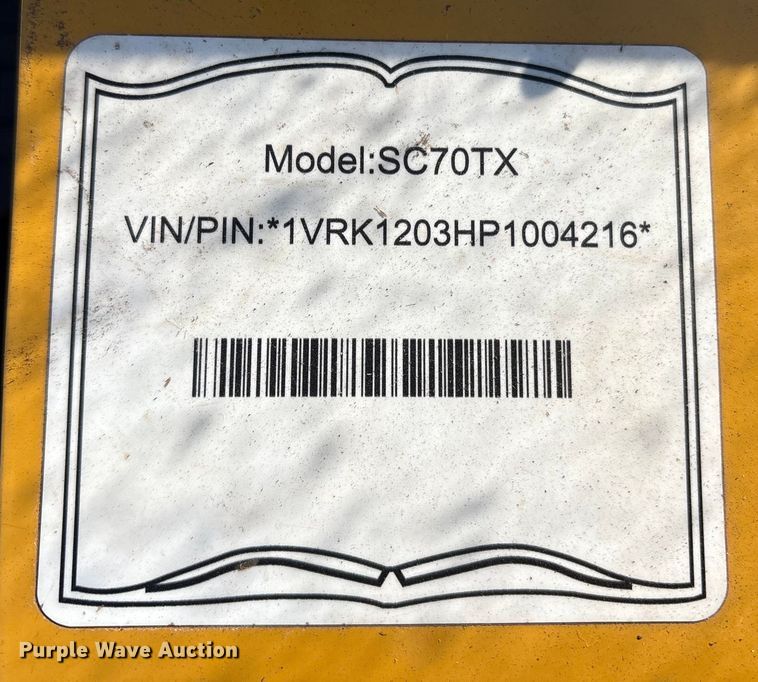 Model:SC70TX
VIN/PIN:*1VRK1203HP1004216*
Purple Wave Auction